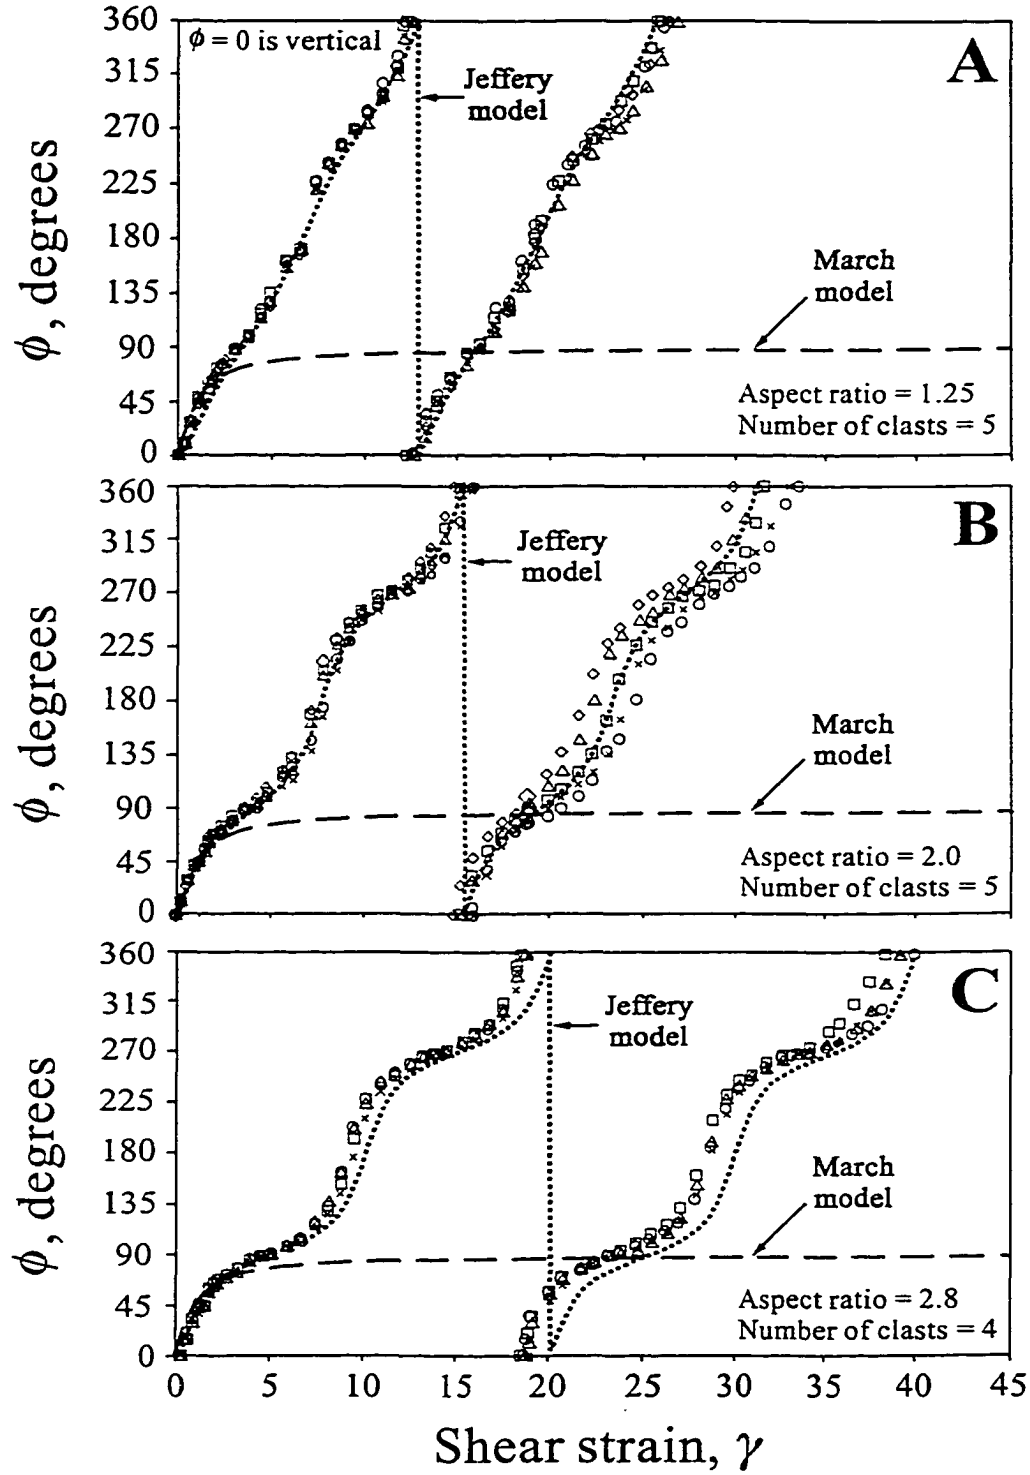 360
315
270
225
180
135
90
45
0
ϕ, degrees
ϕ = 0 is vertical
A
Jeffery
model
March
model
Aspect ratio = 1.25
Number of clasts = 5
360
315
270
225
180
135
90
45
0
ϕ, degrees
B
Jeffery
model
March
model
Aspect ratio = 2.0
Number of clasts = 5
360
315
270
225
180
135
90
45
0
ϕ, degrees
C
Jeffery
model
March
model
Aspect ratio = 2.8
Number of clasts = 4
0 5 10 15 20 25 30 35 40 45
Shear strain, γ